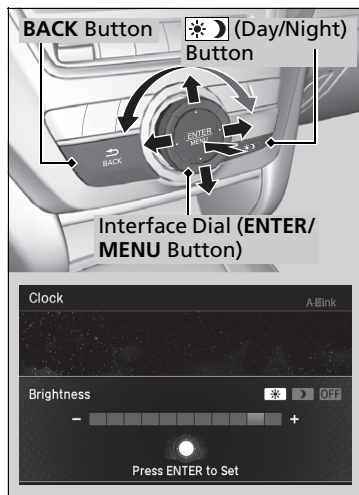 BACK Button
(Day/Night)
Button
ENTER
MENU
BACK
Interface Dial (ENTER/
MENU Button)
Clock
Brightness
OFF
- +
Press ENTER to Set